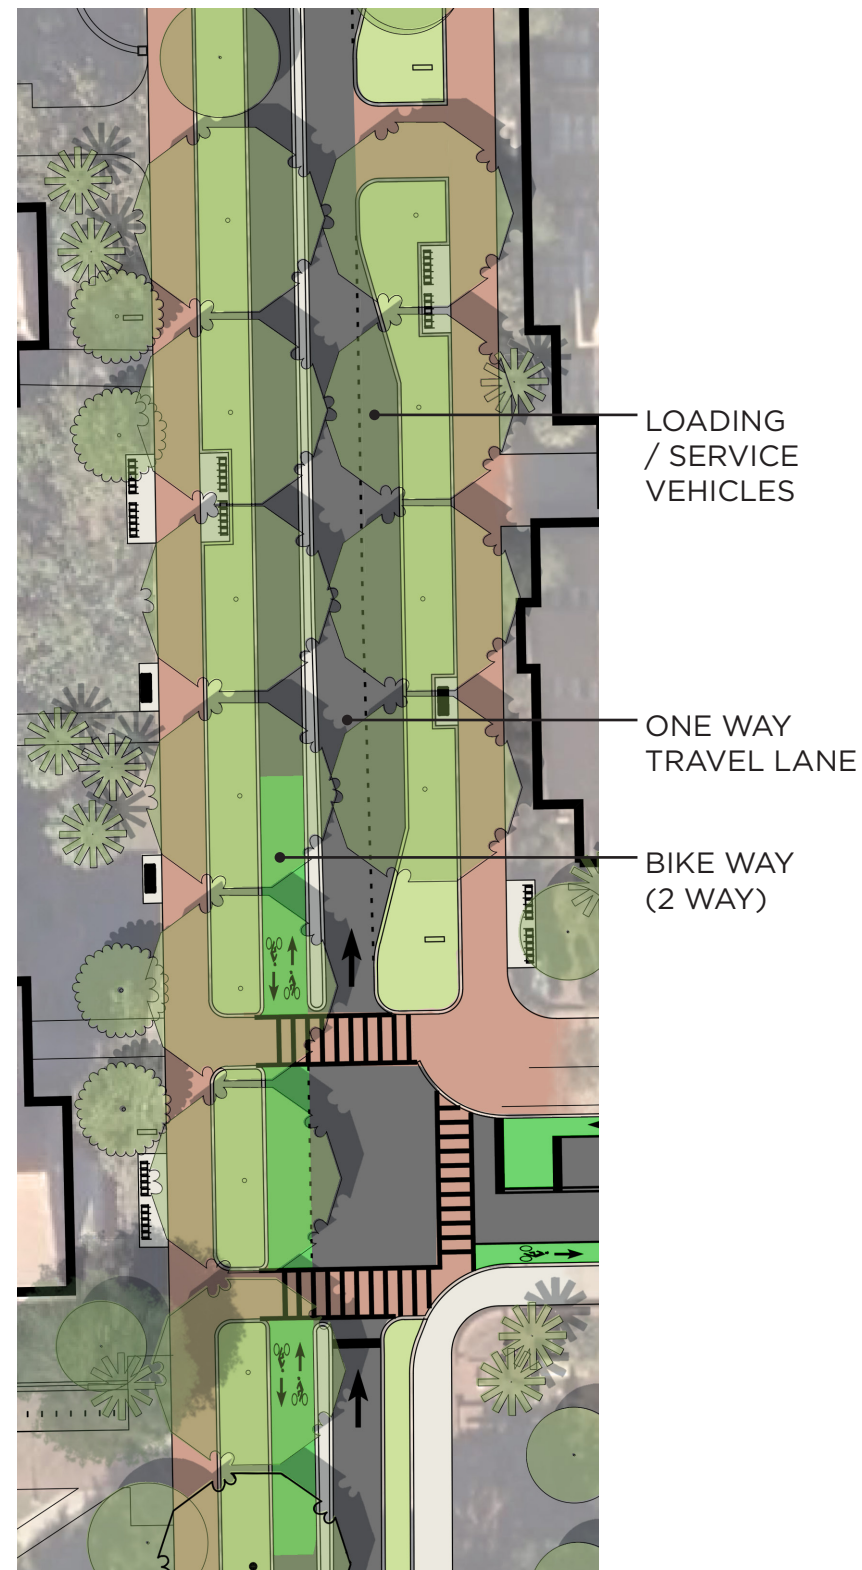 LOADING
/ SERVICE
VEHICLES
ONE WAY
TRAVEL LANE
BIKE WAY
(2 WAY)